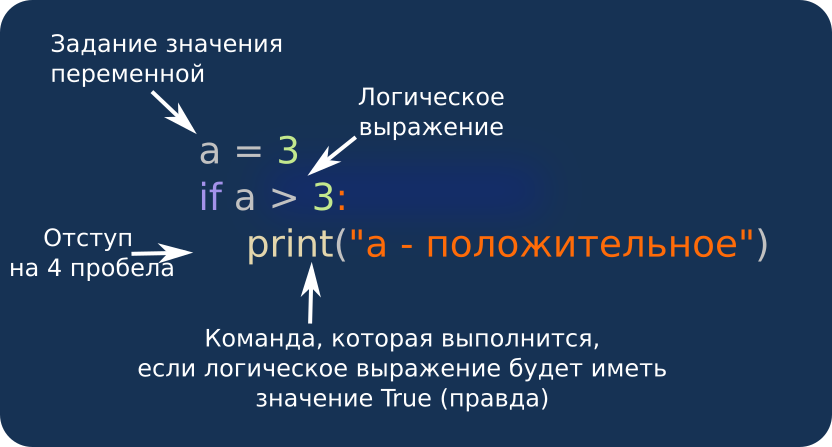 Задание значения
переменной
Логическое
выражение
a = 3
if a > 3:
Отступ
на 4 пробела
print("a - положительное")
Команда, которая выполнится,
если логическое выражение будет иметь
значение True (правда)